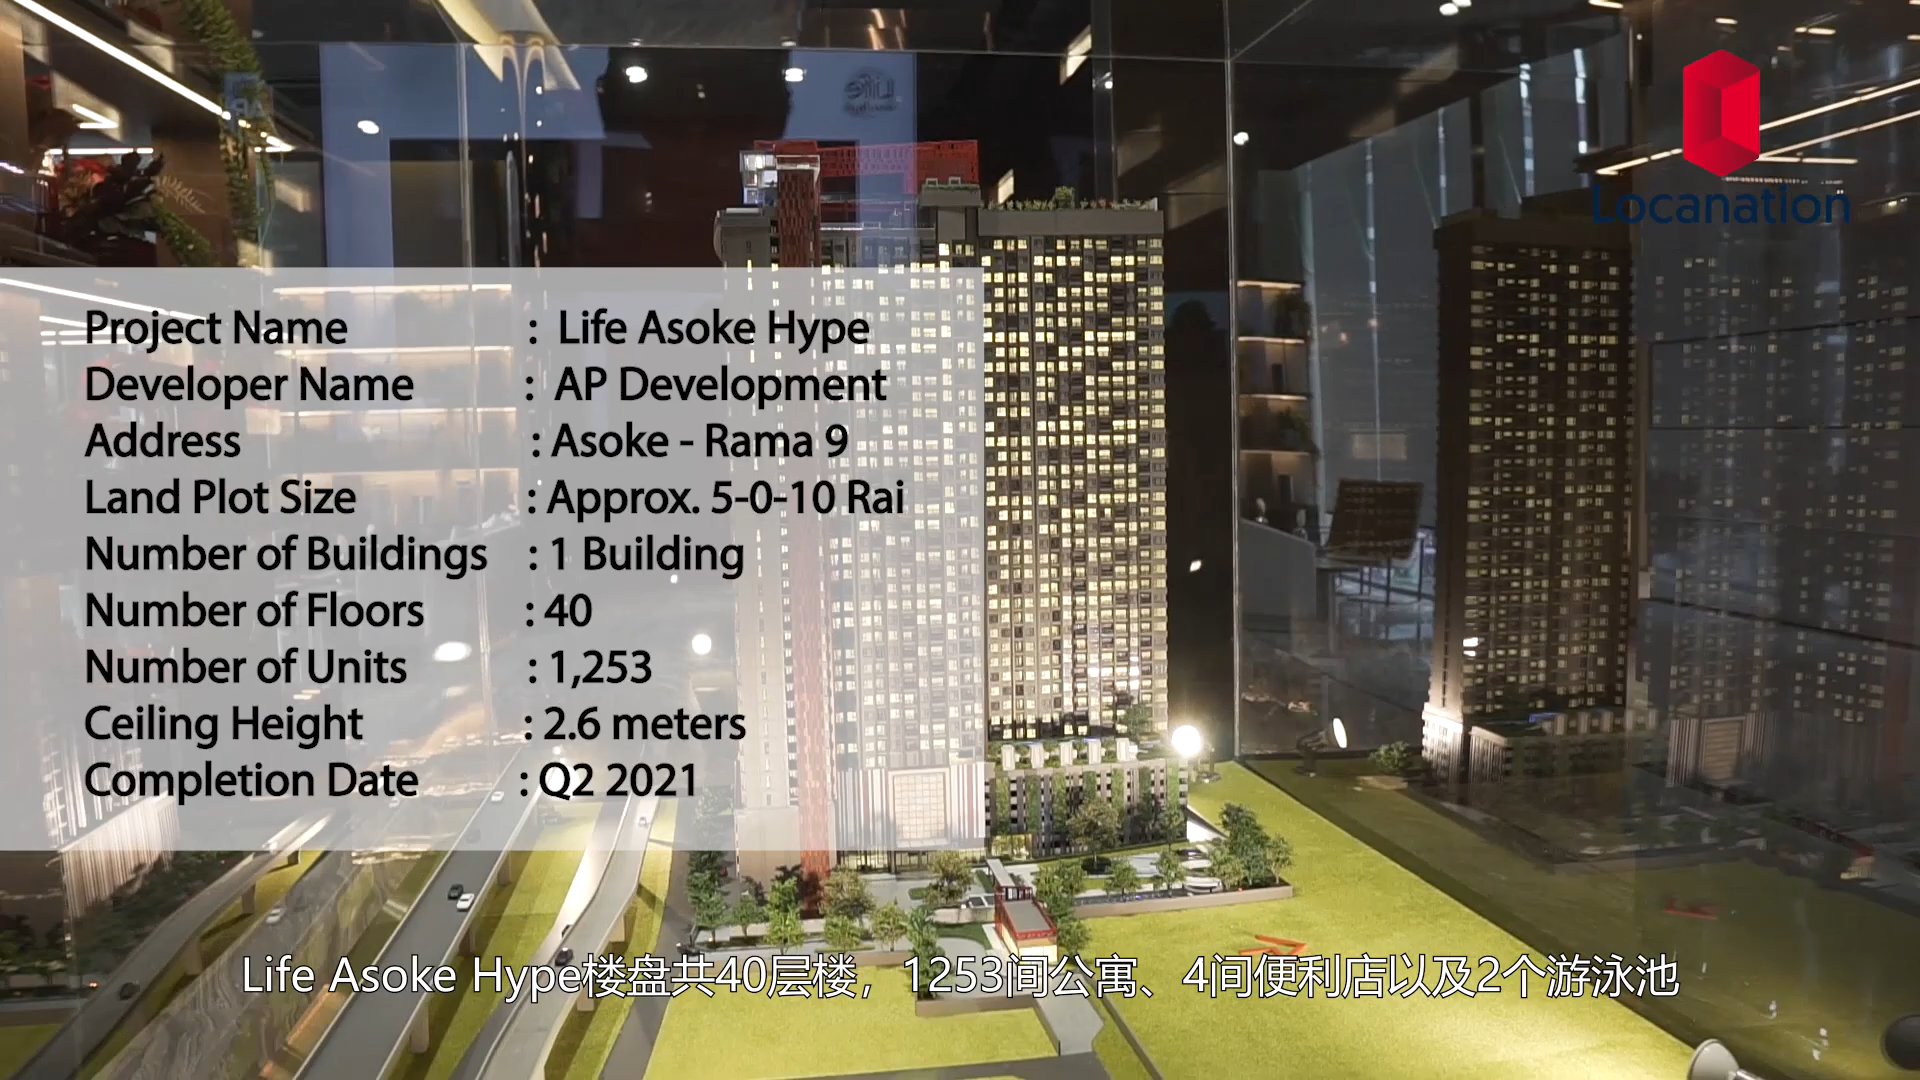 Locanation
Project Name : Life Asoke Hype
Developer Name : AP Development
Address : Asoke - Rama 9
Land Plot Size : Approx. 5-0-10 Rai
Number of Buildings : 1 Building
Number of Floors : 40
Number of Units : 1,253
Ceiling Height : 2.6 meters
Completion Date : Q2 2021
Life Asoke Hype楼盘共40层楼，1253间公寓、4间便利店以及2个游泳池